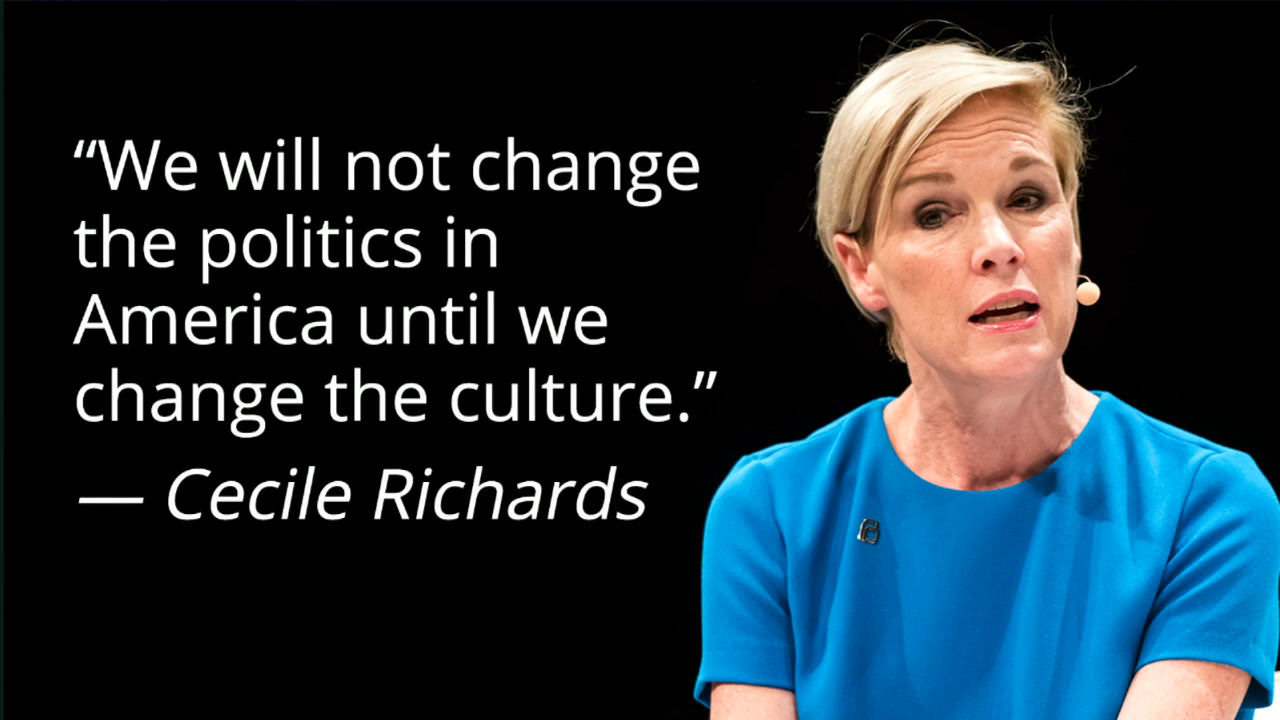 “We will not change
the politics in
America until we
change the culture.”
— Cecile Richards